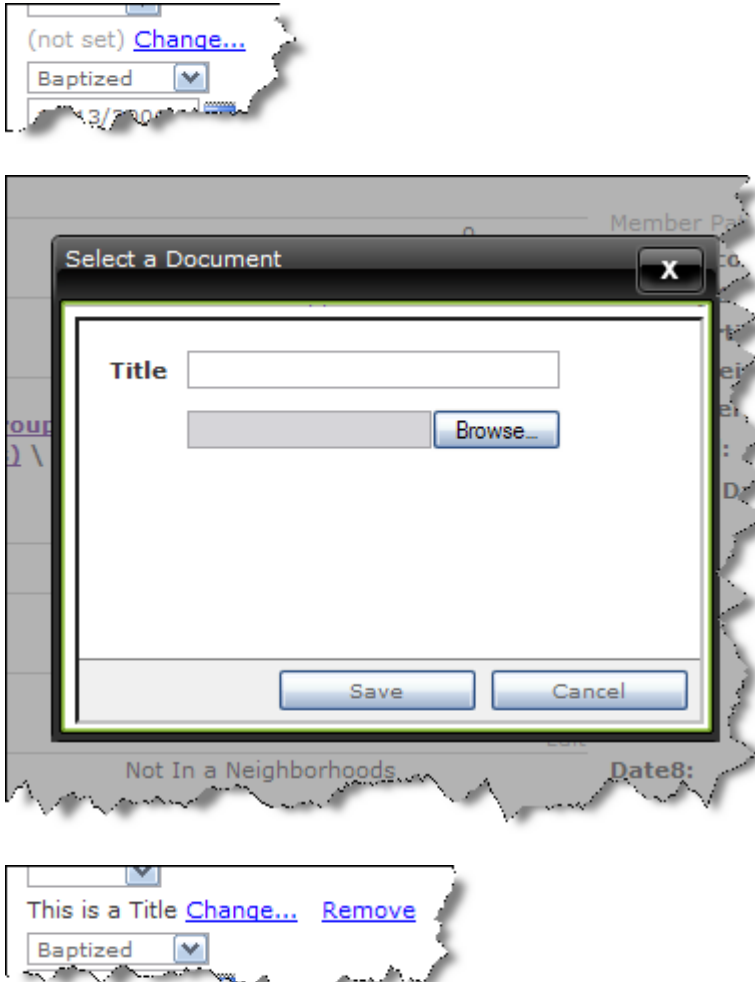 (not set) Change...
Baptized
Member Pa
Select a Document
X
Title
Browse...
oup
) \
Save
Cancel
Not In a Neighborhoods
Date8:
This is a Title Change... Remove
Baptized